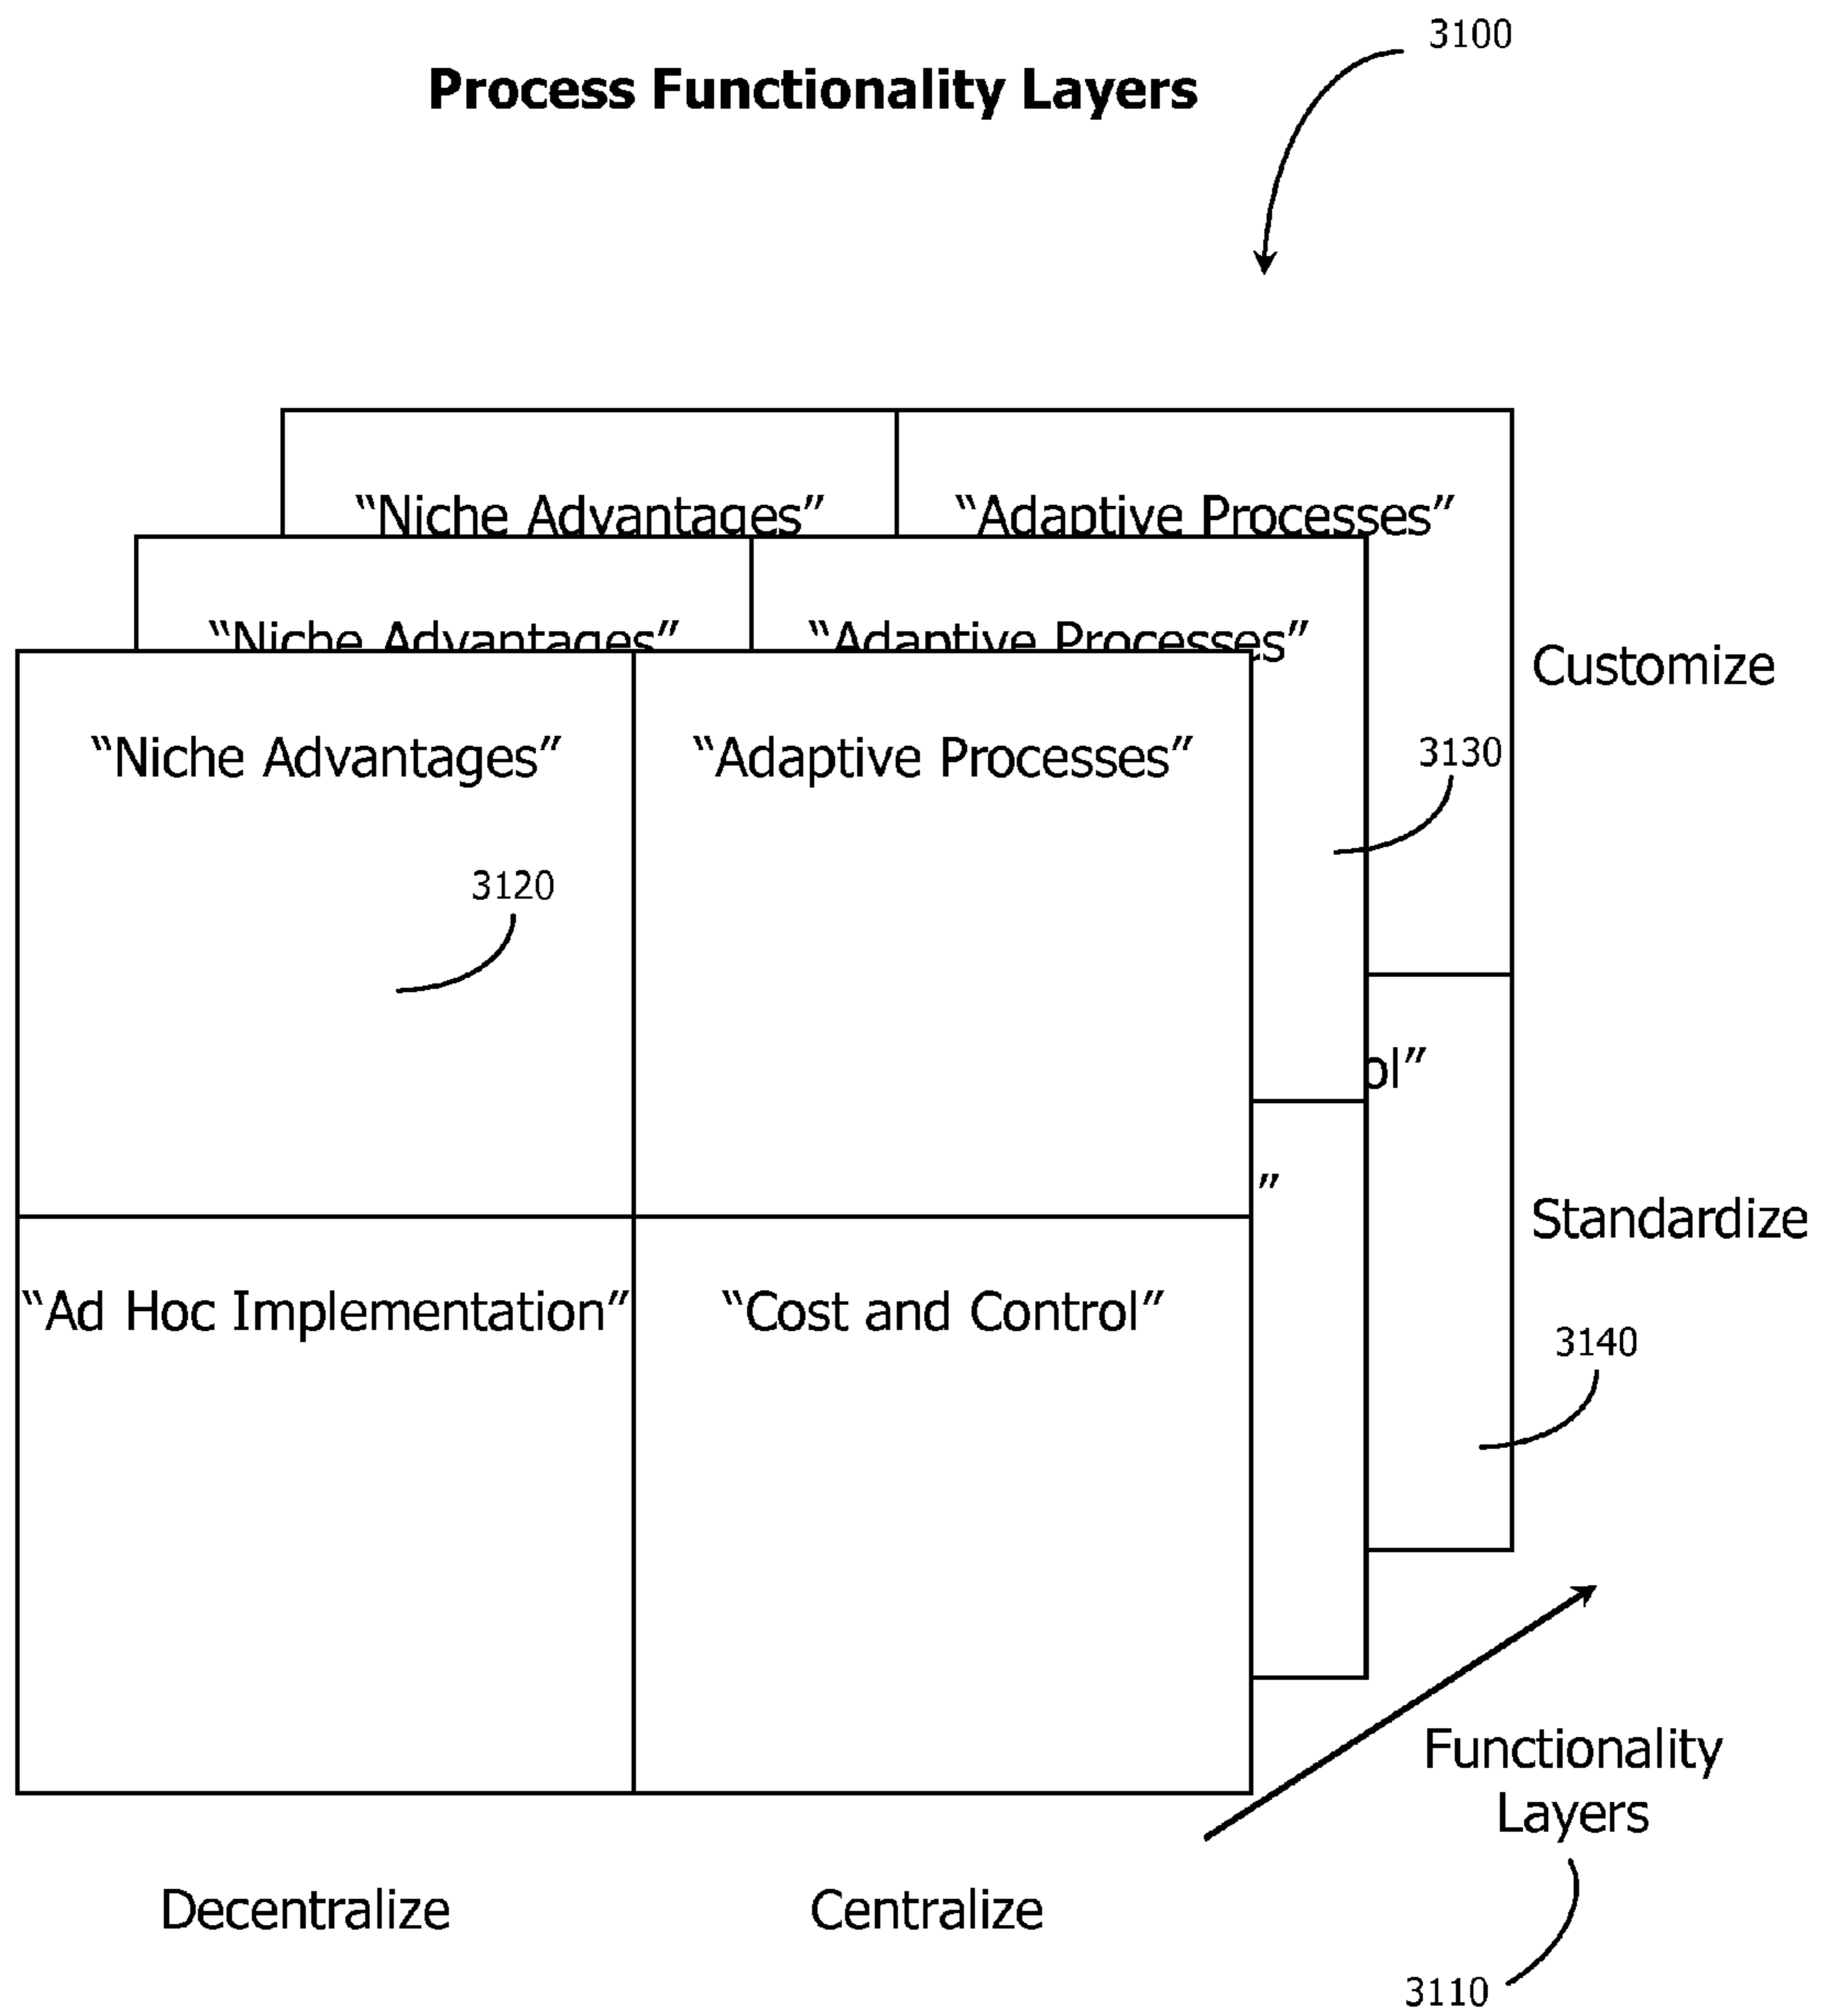 3100
Process Functionality Layers
“Niche Advantages” “Adaptive Processes”
“Niche Advantages” “Adaptive Processes”
Customize
“Niche Advantages” “Adaptive Processes”
3130
3120
ol”
”
Standardize
“Ad Hoc Implementation” “Cost and Control”
3140
Functionality
Layers
Decentralize Centralize
3110